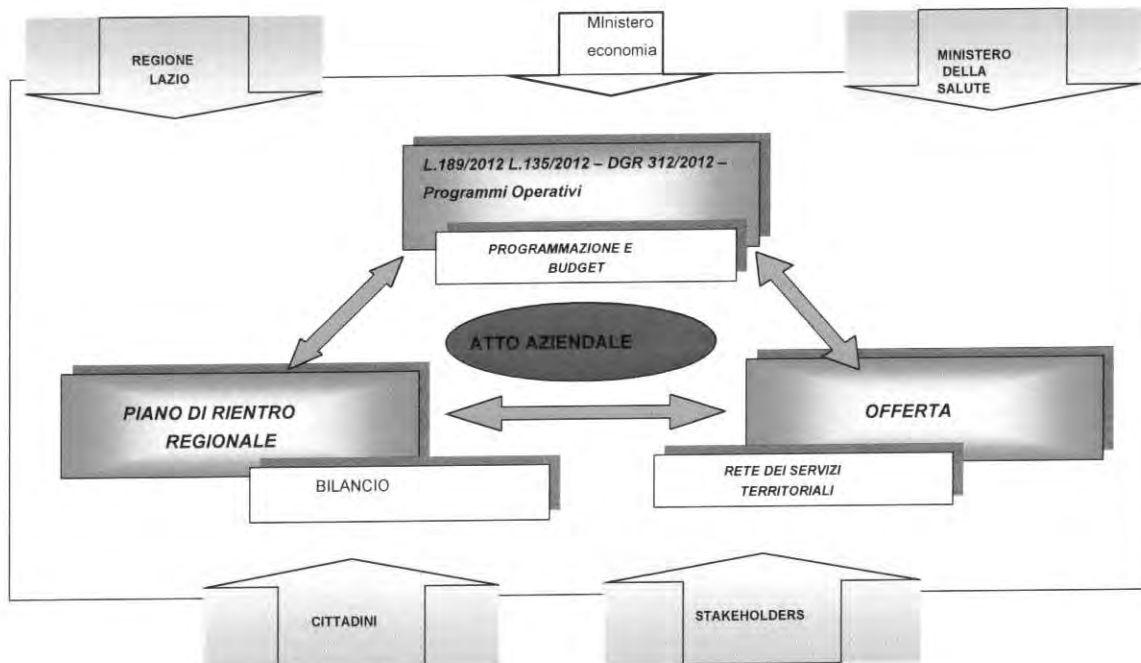 REGIONE
LAZIO
MInistero
economia
MINISTERO
DELLA
SALUTE
L.189/2012 L.135/2012 – DGR 312/2012 –
Programmi Operativi
PROGRAMMAZIONE E
BUDGET
ATTO AZIENDALE
PIANO DI RIENTRO
REGIONALE
BILANCIO
OFFERTA
RETE DEI SERVIZI
TERRITORIALI
CITTADINI
STAKEHOLDERS